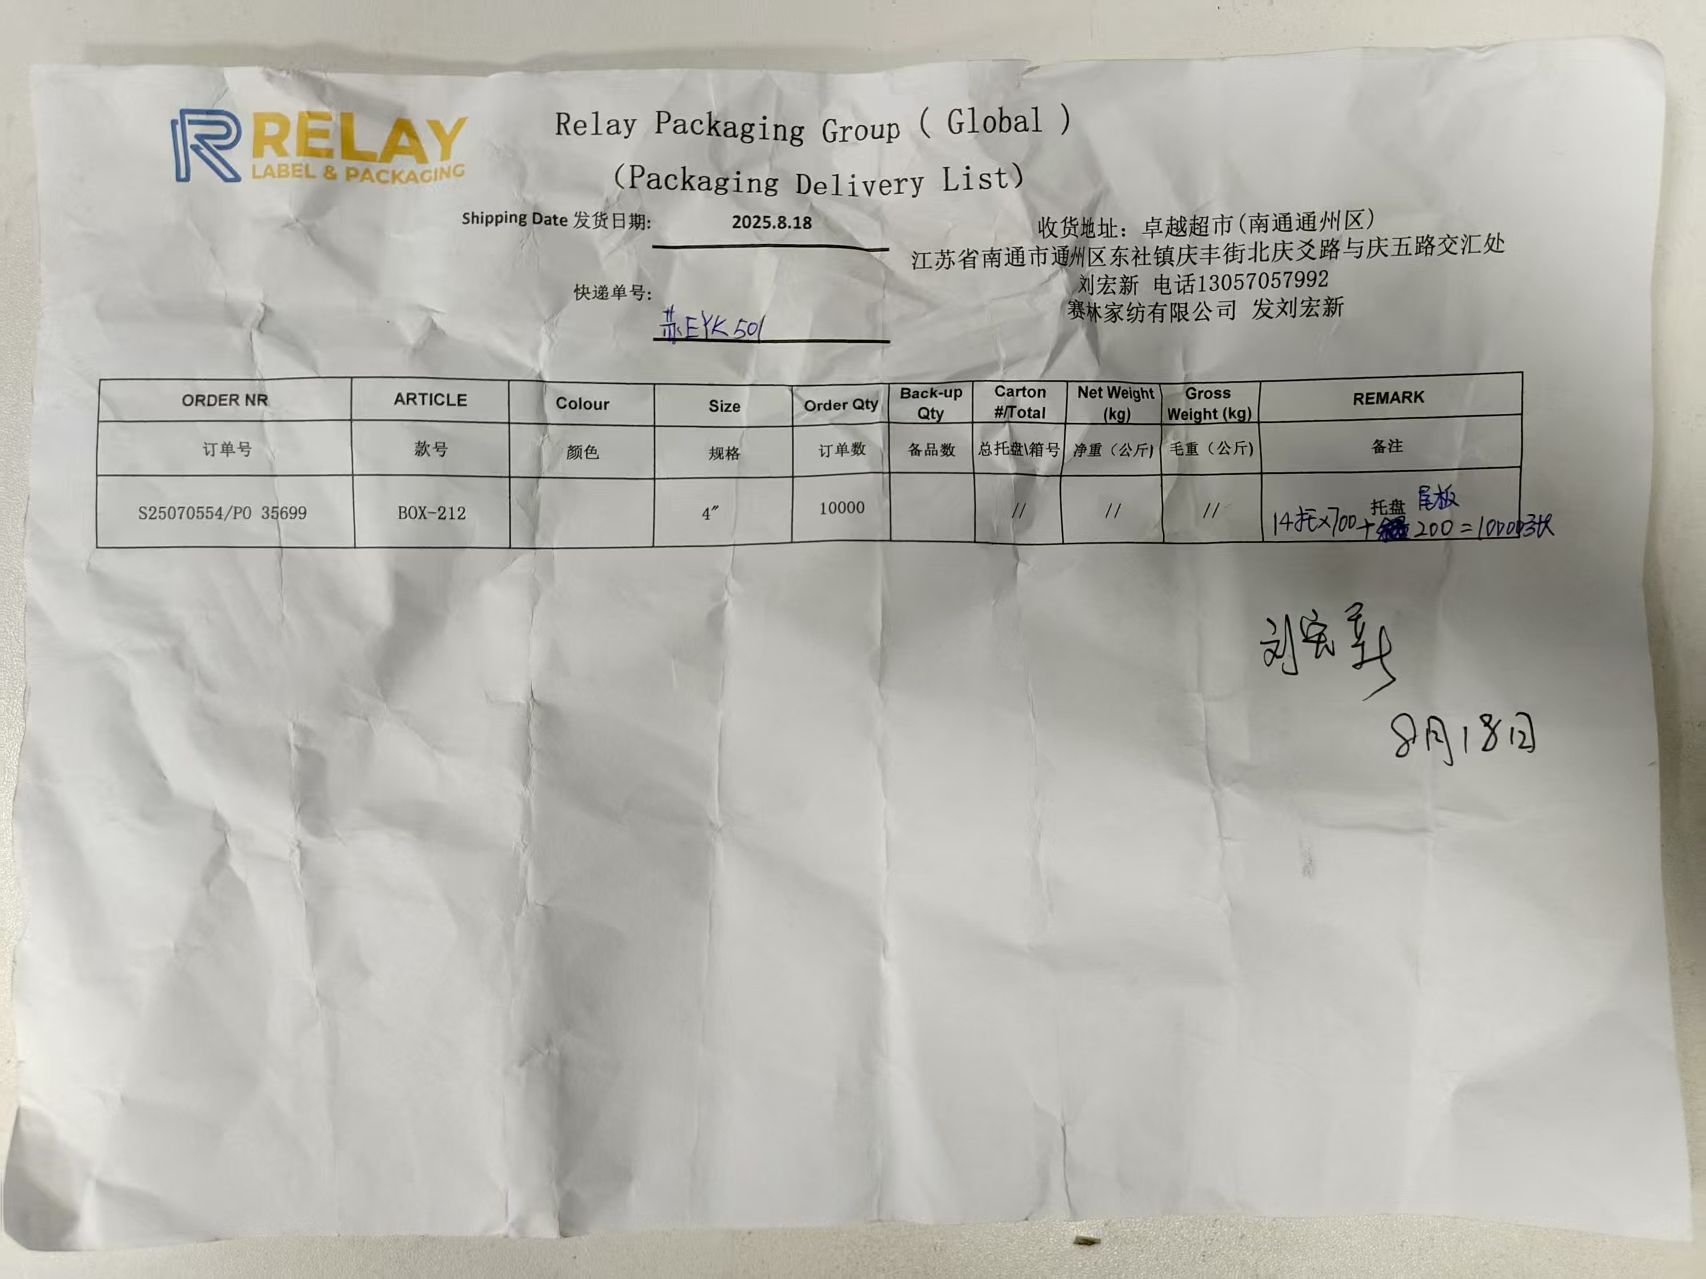 RELAY
LABEL & PACKAGING
Relay Packaging Group ( Global )
(Packaging Delivery List)
Shipping Date 发货日期: 2025.8.18
快递单号:
苏EYK501
收货地址: 卓越超市(南通通州区)
江苏省南通市通州区东社镇庆丰街北庆爻路与庆五路交汇处
刘宏新 电话13057057992
赛林家纺有限公司 发刘宏新
ORDER NR ARTICLE Colour Size Order Qty Back-up Qty Carton #/Total Net Weight (kg) Gross Weight (kg) REMARK
订单号 款号 颜色 规格 订单数 备品数 总托盘\箱号 净重（公斤) 毛重（公斤) 备注
S25070554/PO 35699 BOX-212 4" 10000 // // // 托盘 尾板
14托×700+ 200=10000张
刘宏新
8月18日